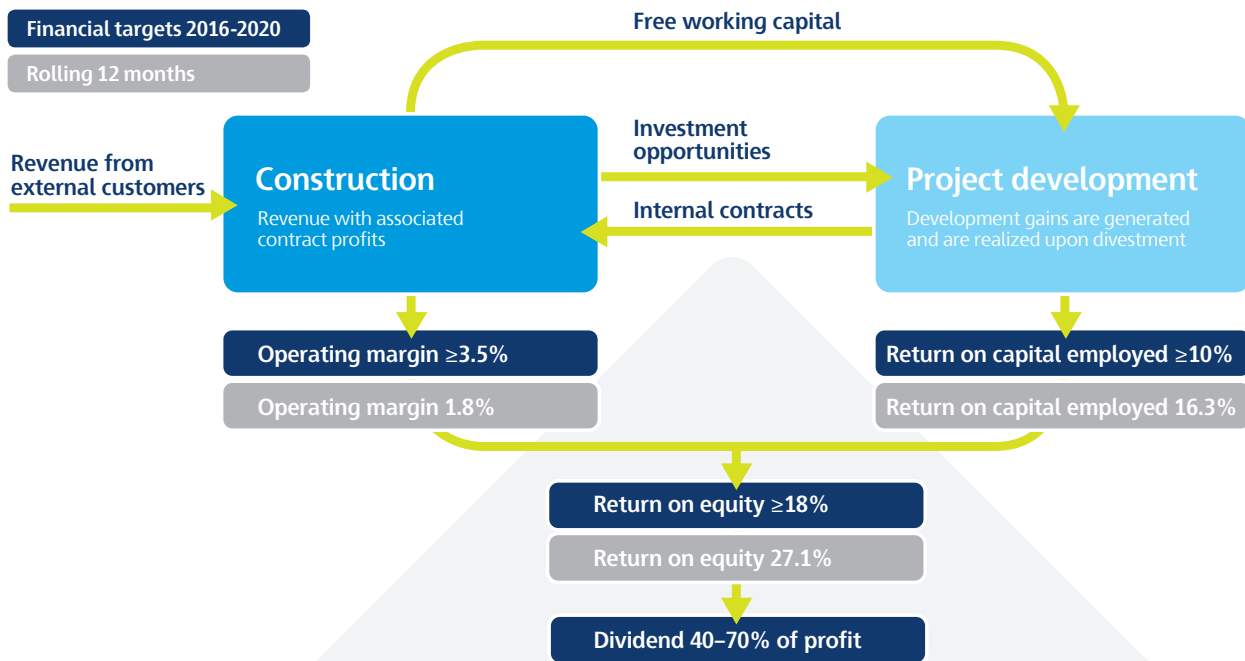 Financial targets 2016-2020
Rolling 12 months
Free working capital
Revenue from
external customers
Construction
Revenue with associated
contract profits
Investment
opportunities
Internal contracts
Project development
Development gains are generated
and are realized upon divestment
Operating margin ≥3.5%
Operating margin 1.8%
Return on capital employed ≥10%
Return on capital employed 16.3%
Return on equity ≥18%
Return on equity 27.1%
Dividend 40–70% of profit